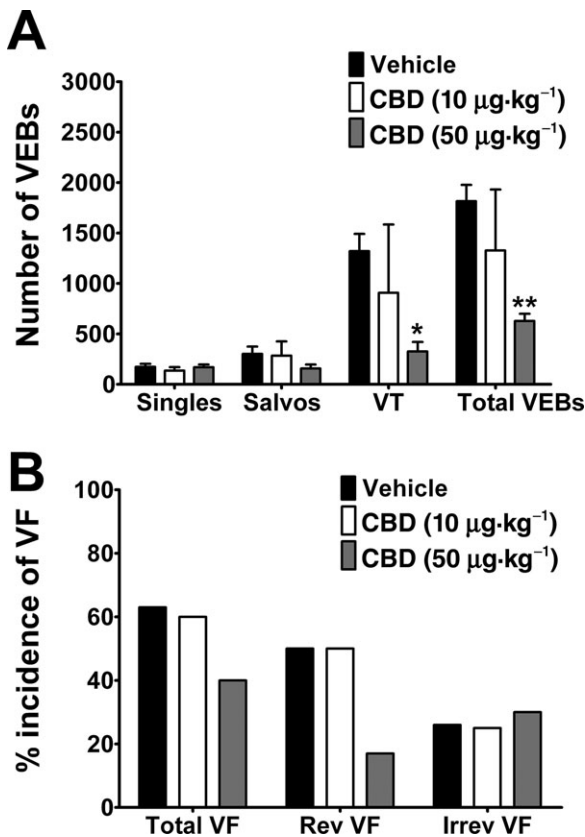 A
Vehicle
CBD (10 μg·kg⁻¹)
CBD (50 μg·kg⁻¹)
Number of VEBs
3000
2500
2000
1500
1000
500
0
*
**
Singles Salvos VT Total VEBs
B
Vehicle
CBD (10 μg·kg⁻¹)
CBD (50 μg·kg⁻¹)
% incidence of VF
100
80
60
40
20
0
Total VF Rev VF Irrev VF